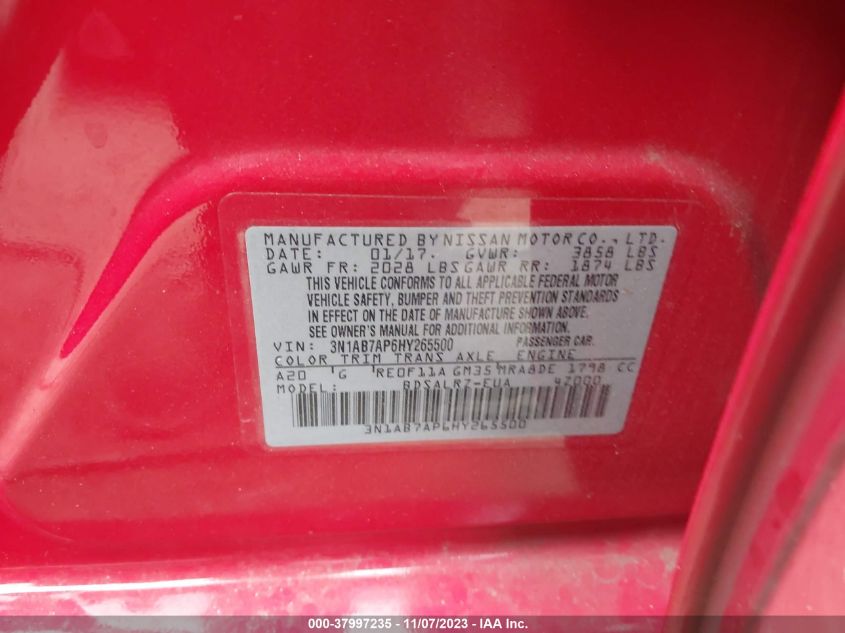 MANUFACTURED BY NISSAN MOTOR CO., LTD.
DATE: 01/17. GVWR: 3858 LBS
GAWR FR: 2028 LBS GAWR RR: 1874 LBS
THIS VEHICLE CONFORMS TO ALL APPLICABLE FEDERAL MOTOR
VEHICLE SAFETY, BUMPER AND THEFT PREVENTION STANDARDS
IN EFFECT ON THE DATE OF MANUFACTURE SHOWN ABOVE.
SEE OWNER'S MANUAL FOR ADDITIONAL INFORMATION.
VIN: 3N1AB7AP6HY265500 PASSENGER CAR.
COLOR TRIM TRANS AXLE ENGINE
A20 G RE0F11A GM35 MRA8DE 1798 CC
MODEL: BDSALRZ-EUA 42000
3N1AB7AP6HY265500
000-37997235 - 11/07/2023 - IAA Inc.